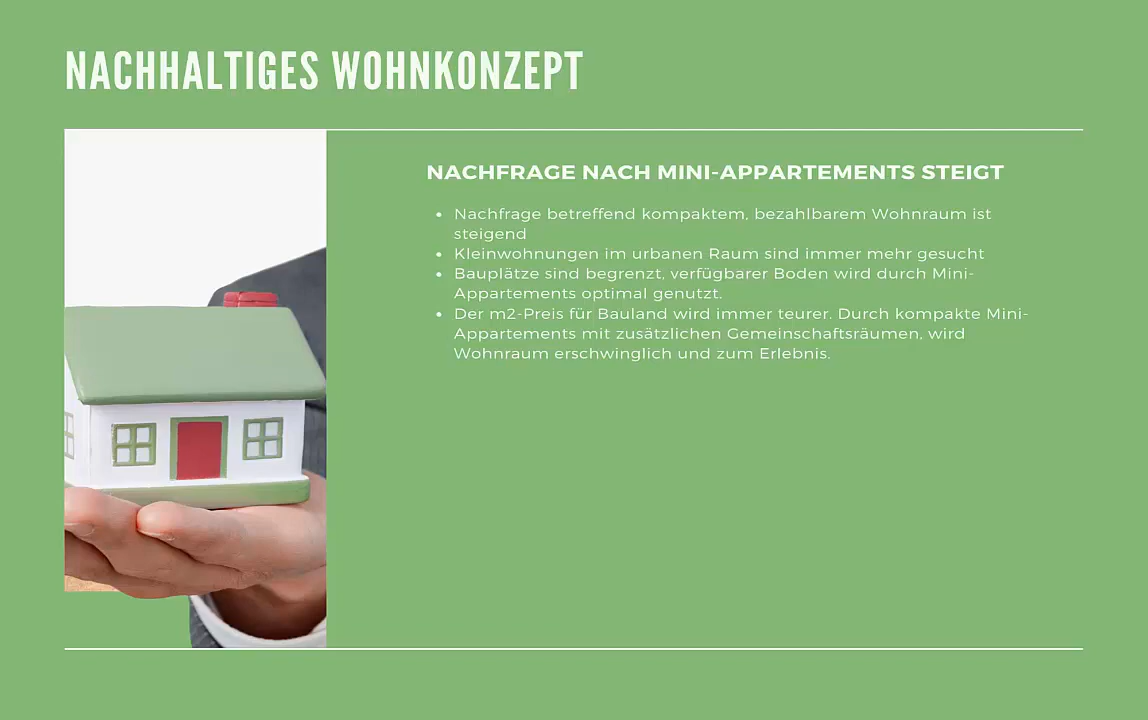 NACHHALTIGES WOHNKONZEPT
NACHFRAGE NACH MINI-APPARTEMENTS STEIGT
• Nachfrage betreffend kompaktem, bezahlbarem Wohnraum ist
steigend
• Kleinwohnungen im urbanen Raum sind immer mehr gesucht
• Bauplätze sind begrenzt, verfügbarer Boden wird durch Mini-
Appartements optimal genutzt.
• Der m2-Preis für Bauland wird immer teurer. Durch kompakte Mini-
Appartements mit zusätzlichen Gemeinschaftsräumen, wird
Wohnraum erschwinglich und zum Erlebnis.